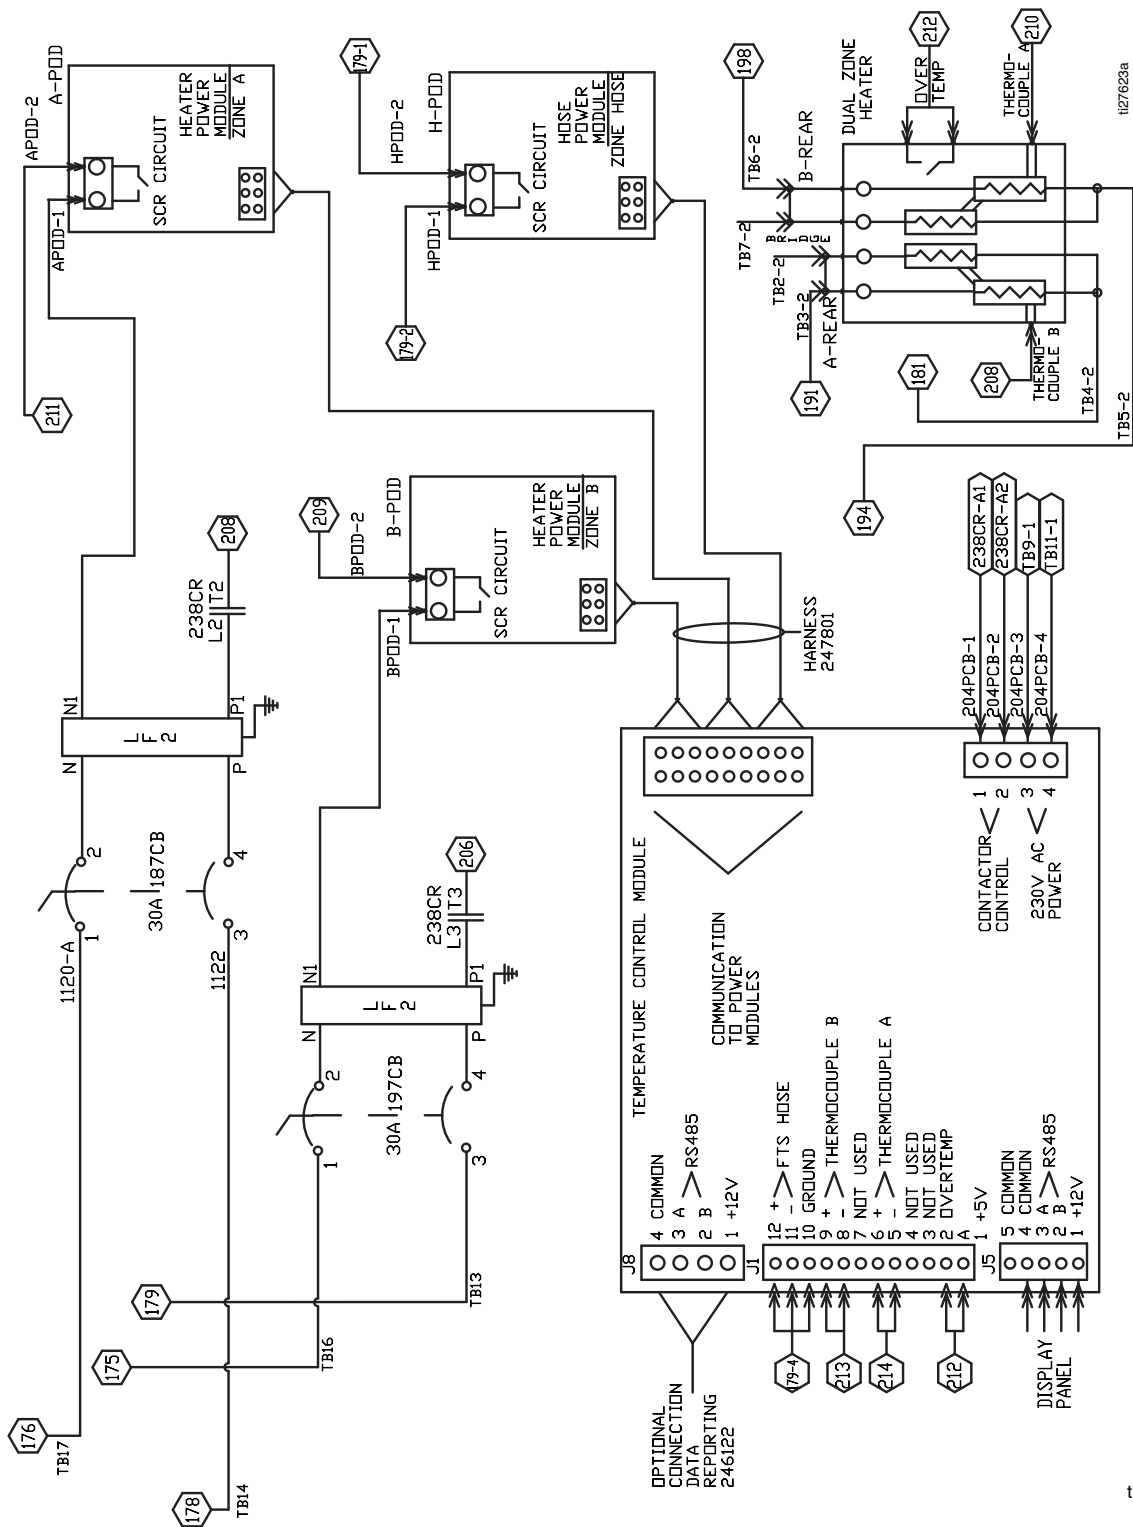 211
APOD-2
A-POD
HEATER
POWER
MODULE
ZONE A
SCR CIRCUIT
APOD-1
179-1
HPOD-2
H-POD
HOSE
POWER
MODULE
ZONE HOSE
SCR CIRCUIT
HPOD-1
179-2
198
TB6-2
B-REAR
DUAL ZONE
HEATER
212
OVER
TEMP
210
THERMO-
COUPLE A
TB7-2
BRIDGE
TB2-2
TB3-2
A-REAR
191
181
208
THERMO-
COUPLE B
TB4-2
TB5-2
194
ti27623a
N1
N
LF2
P
P1
238CR
L2 T2
208
2
30A 187CB
4
1
3
1120-A
1122
209
BPOD-2
B-POD
HEATER
POWER
MODULE
ZONE B
SCR CIRCUIT
BPOD-1
N1
N
LF2
P
P1
238CR
L3 T3
206
2
30A 197CB
4
1
3
HARNESS
247801
176
TB17
178
TB14
175
TB16
179
TB13
TEMPERATURE CONTROL MODULE
COMMUNICATION
TO POWER
MODULES
204PCB-1
204PCB-2
204PCB-3
204PCB-4
238CR-A1
238CR-A2
TB9-1
TB11-1
1
2
3
4
CONTACTOR
CONTROL
230V AC
POWER
J8
4 COMMON
3 A
RS485
2 B
1 +12V
J1
12 +
FTS HOSE
11 -
10 GROUND
9 +
THERMOCOUPLE B
8 -
7 NOT USED
6 +
THERMOCOUPLE A
5 -
4 NOT USED
3 NOT USED
2 OVERTEMP
A
1 +5V
J5
5 COMMON
4 COMMON
3 A
RS485
2 B
1 +12V
OPTIONAL
CONNECTION
DATA
REPORTING
246122
179-4
213
214
212
DISPLAY
PANEL
t